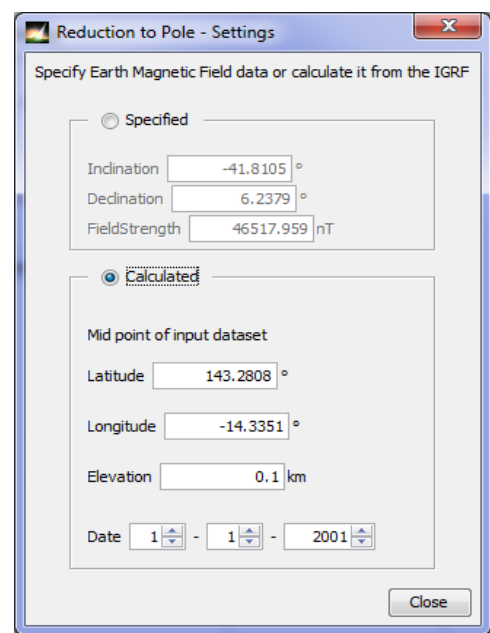 Reduction to Pole - Settings
Specify Earth Magnetic Field data or calculate it from the IGRF
Specified
Inclination -41.8105 °
Declination 6.2379 °
FieldStrength 46517.959 nT
Calculated
Mid point of input dataset
Latitude 143.2808 °
Longitude -14.3351 °
Elevation 0.1 km
Date 1 - 1 - 2001
Close